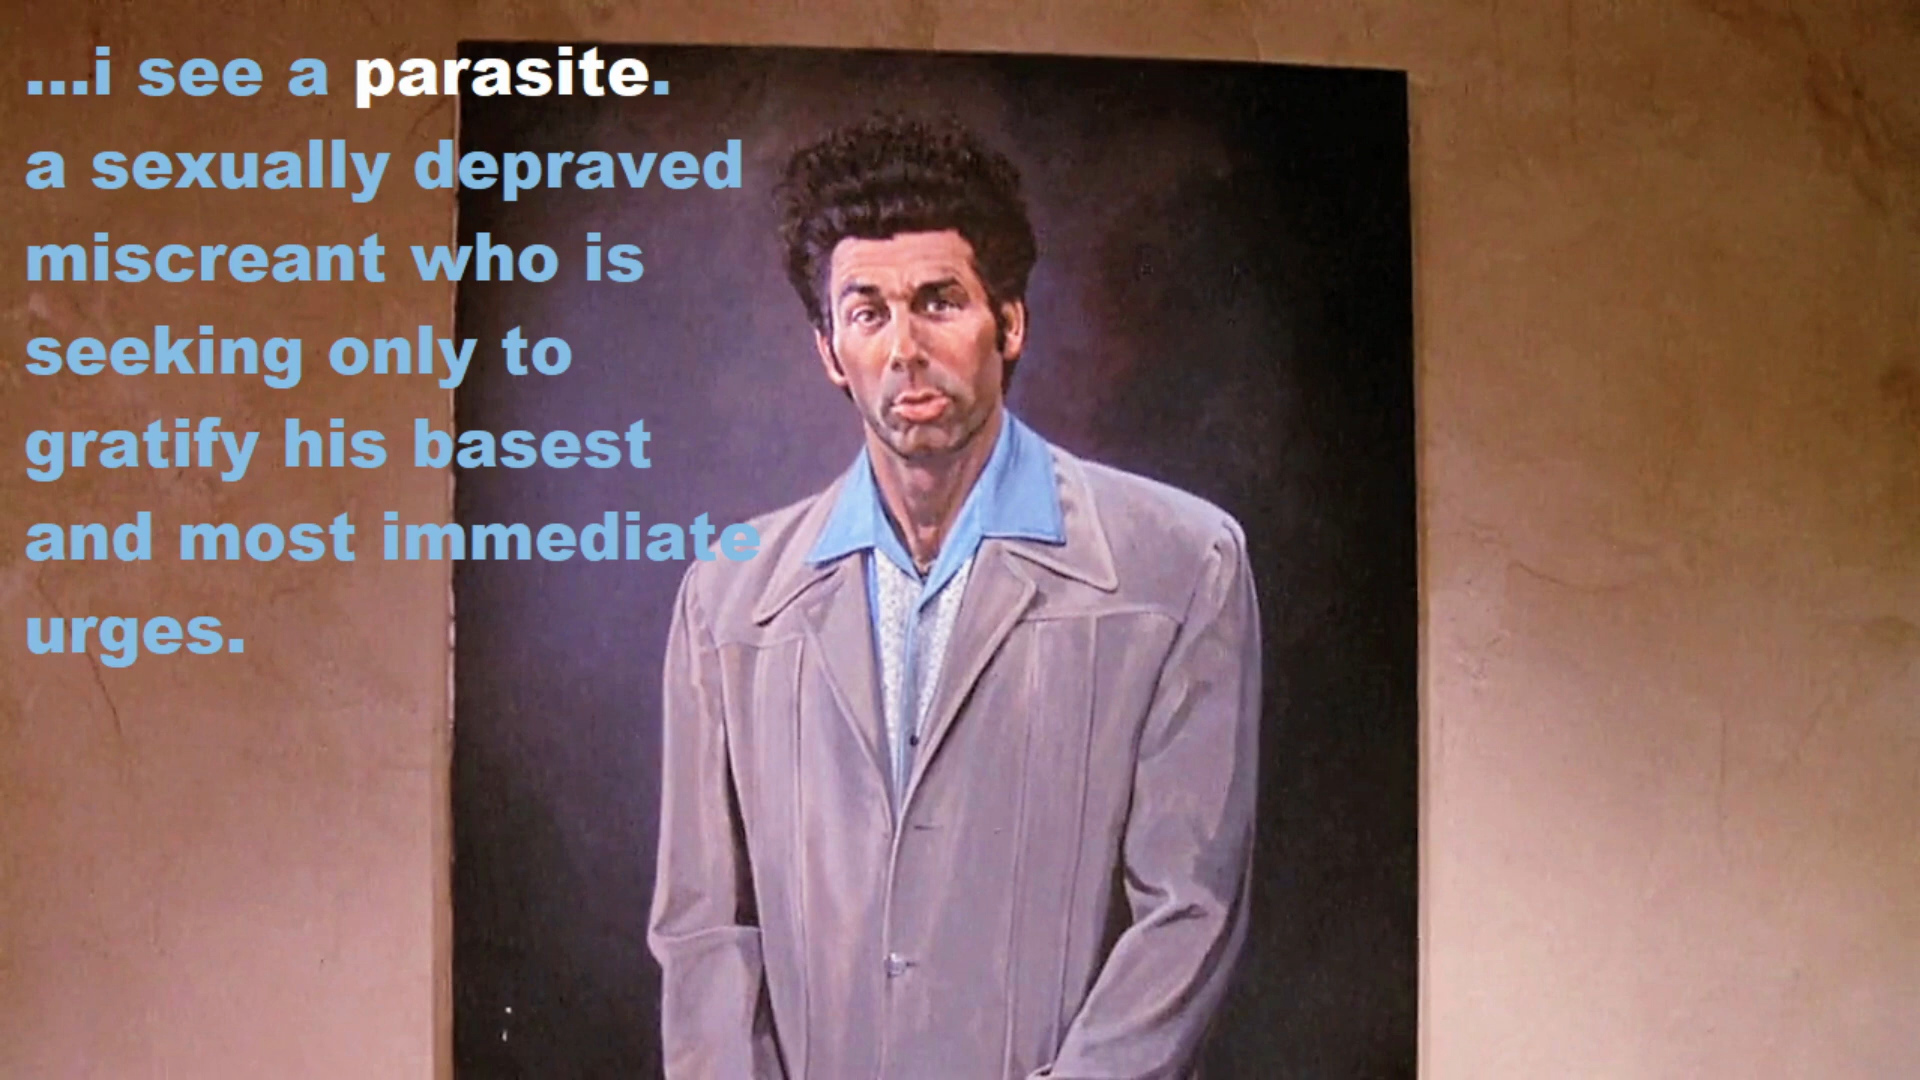 ...i see a parasite.
a sexually depraved
miscreant who is
seeking only to
gratify his basest
and most immediate
urges.